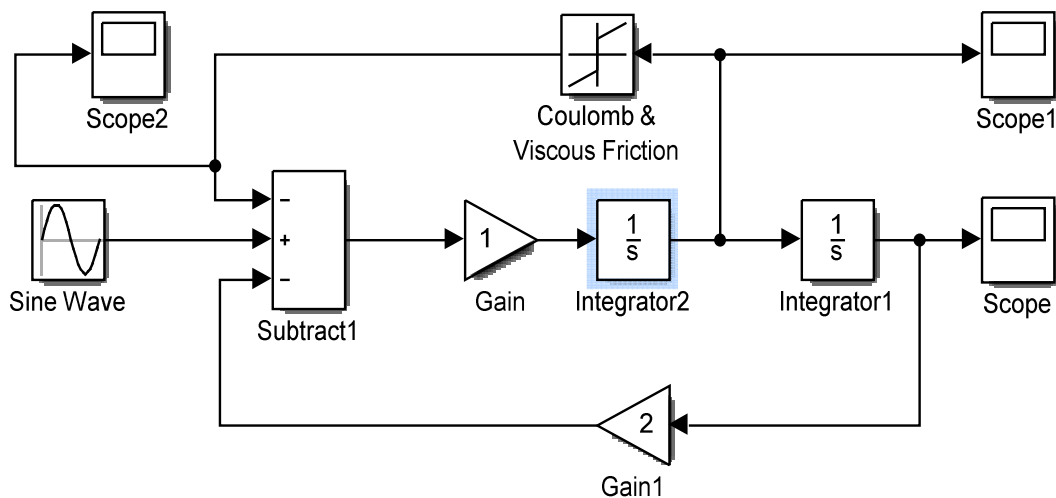 Scope2
Coulomb &
Viscous Friction
Scope1
−
+
−
Sine Wave
Subtract1
1
Gain
1
s
Integrator2
1
s
Integrator1
Scope
2
Gain1